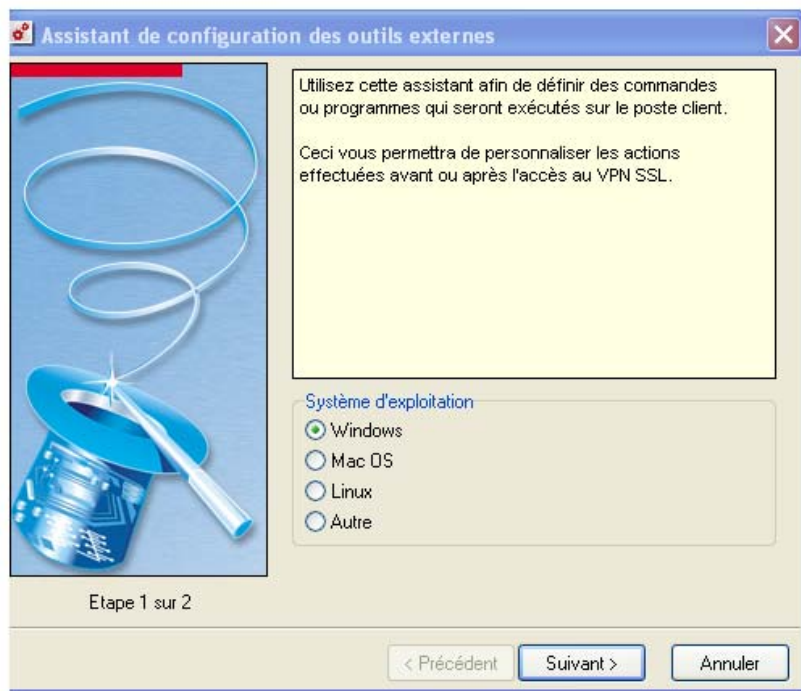 Assistant de configuration des outils externes
Utilisez cette assistant afin de définir des commandes
ou programmes qui seront exécutés sur le poste client.
Ceci vous permettra de personnaliser les actions
effectuées avant ou après l'accès au VPN SSL.
Système d'exploitation
Windows
Mac OS
Linux
Autre
Etape 1 sur 2
< Précédent
Suivant >
Annuler